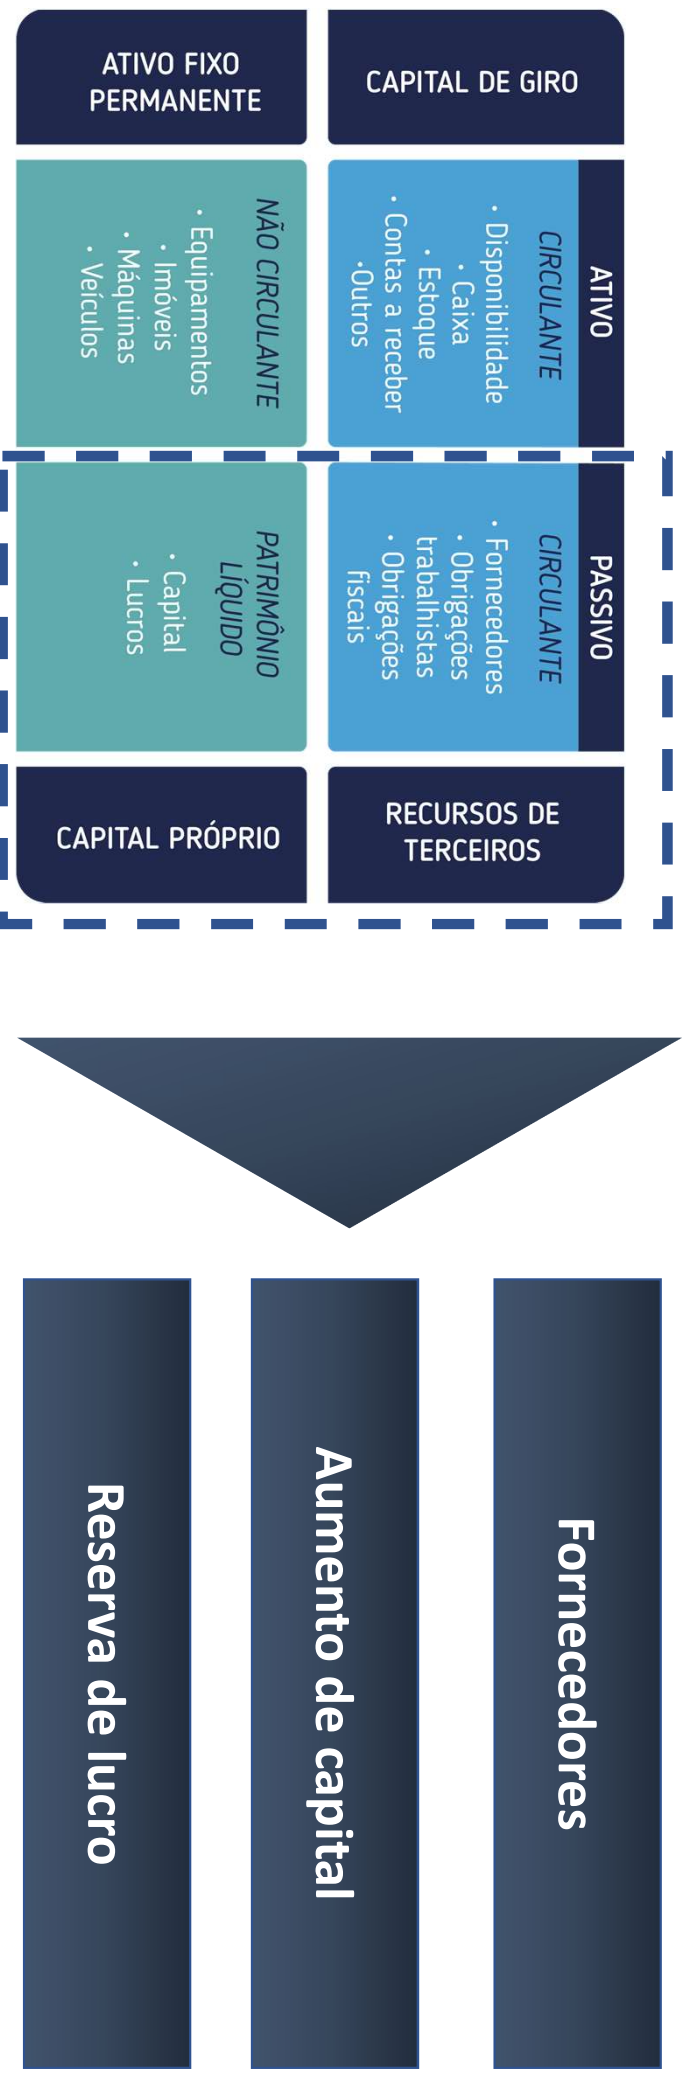 ATIVO
PASSIVO
CAPITAL DE GIRO
CIRCULANTE
· Disponibilidade
· Caixa
· Estoque
· Contas a receber
·Outros
CIRCULANTE
· Fornecedores
· Obrigações
trabalhistas
· Obrigações
fiscais
RECURSOS DE
TERCEIROS
ATIVO FIXO
PERMANENTE
NÃO CIRCULANTE
· Equipamentos
· Imóveis
· Máquinas
· Veículos
PATRIMÔNIO
LÍQUIDO
· Capital
· Lucros
CAPITAL PRÓPRIO
Fornecedores
Aumento de capital
Reserva de lucro